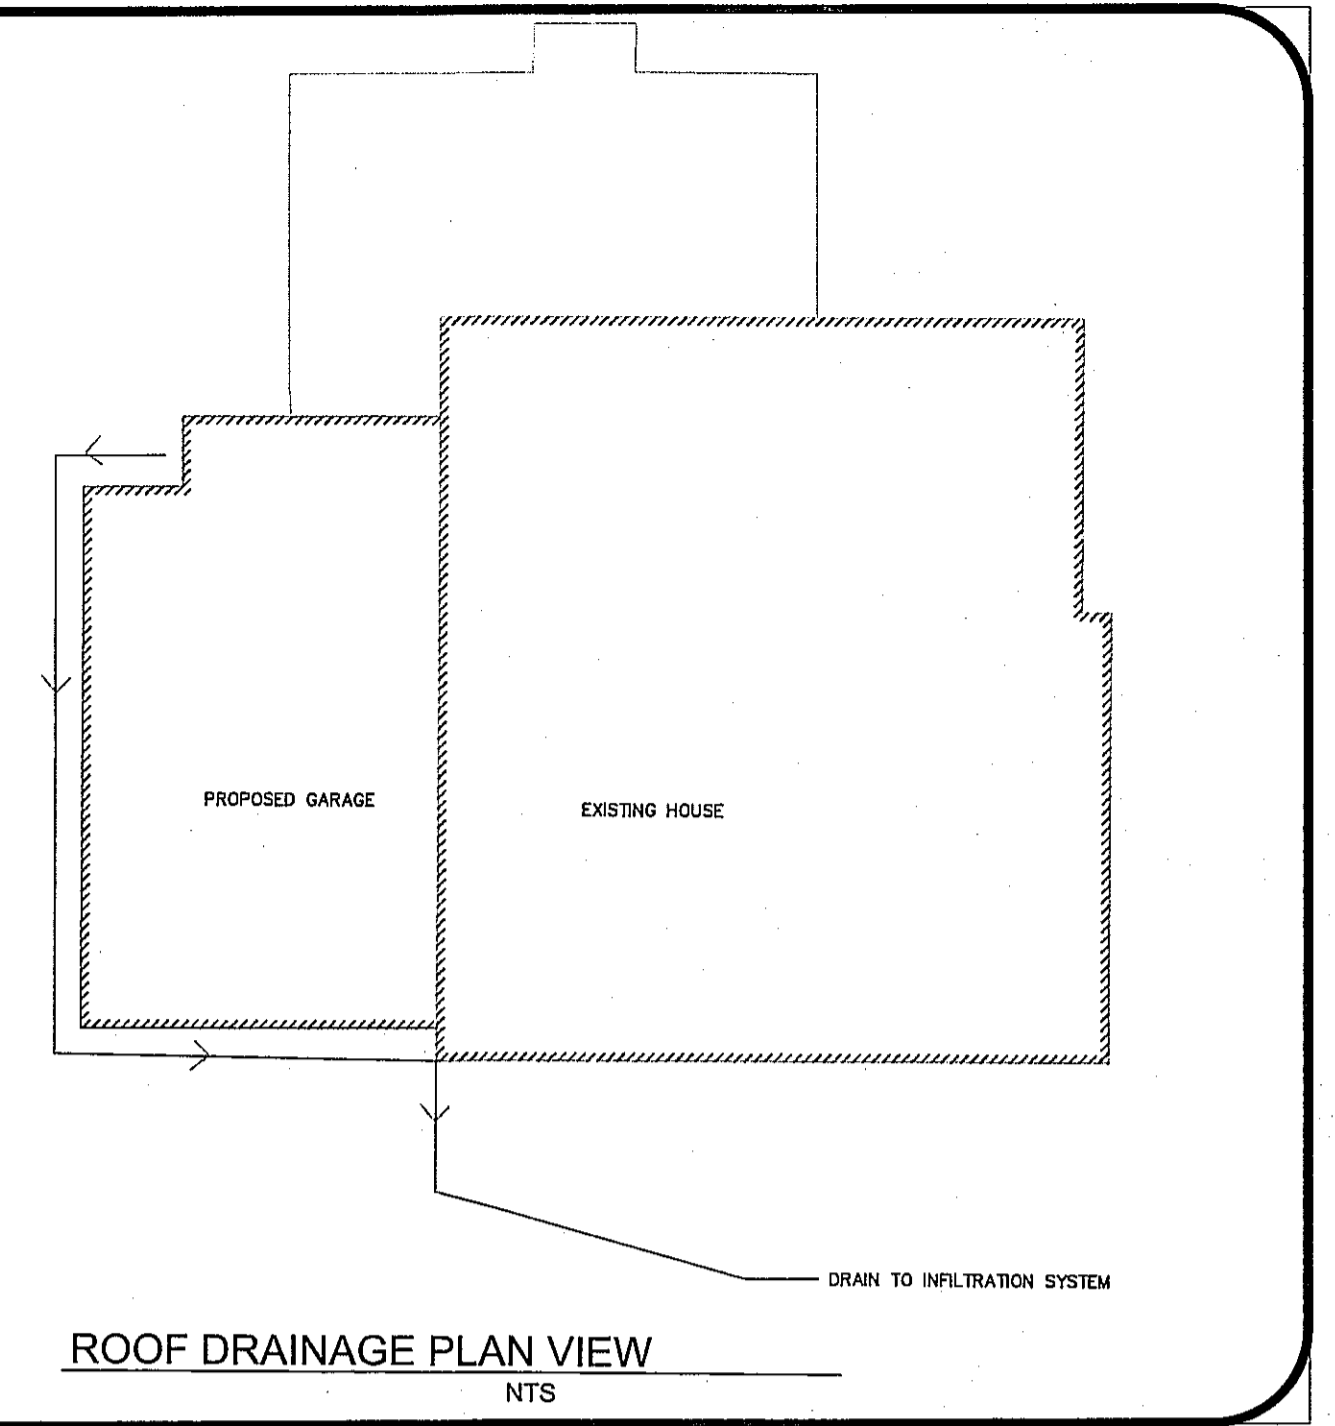 PROPOSED GARAGE
EXISTING HOUSE
DRAIN TO INFILTRATION SYSTEM
ROOF DRAINAGE PLAN VIEW
NTS